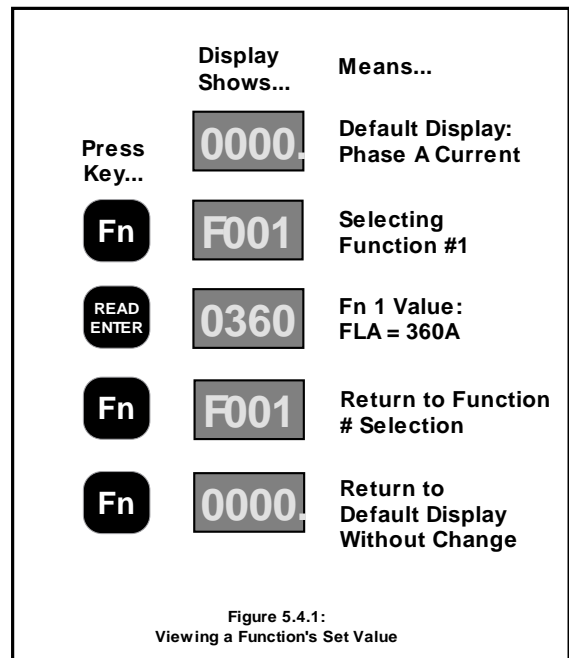 Display
Shows...
Means...
Press
Key...
0000.
Default Display:
Phase A Current
Fn
F001
Selecting
Function #1
READ
ENTER
0360
Fn 1 Value:
FLA = 360A
Fn
F001
Return to Function
# Selection
Fn
0000.
Return to
Default Display
Without Change
Figure 5.4.1:
Viewing a Function's Set Value